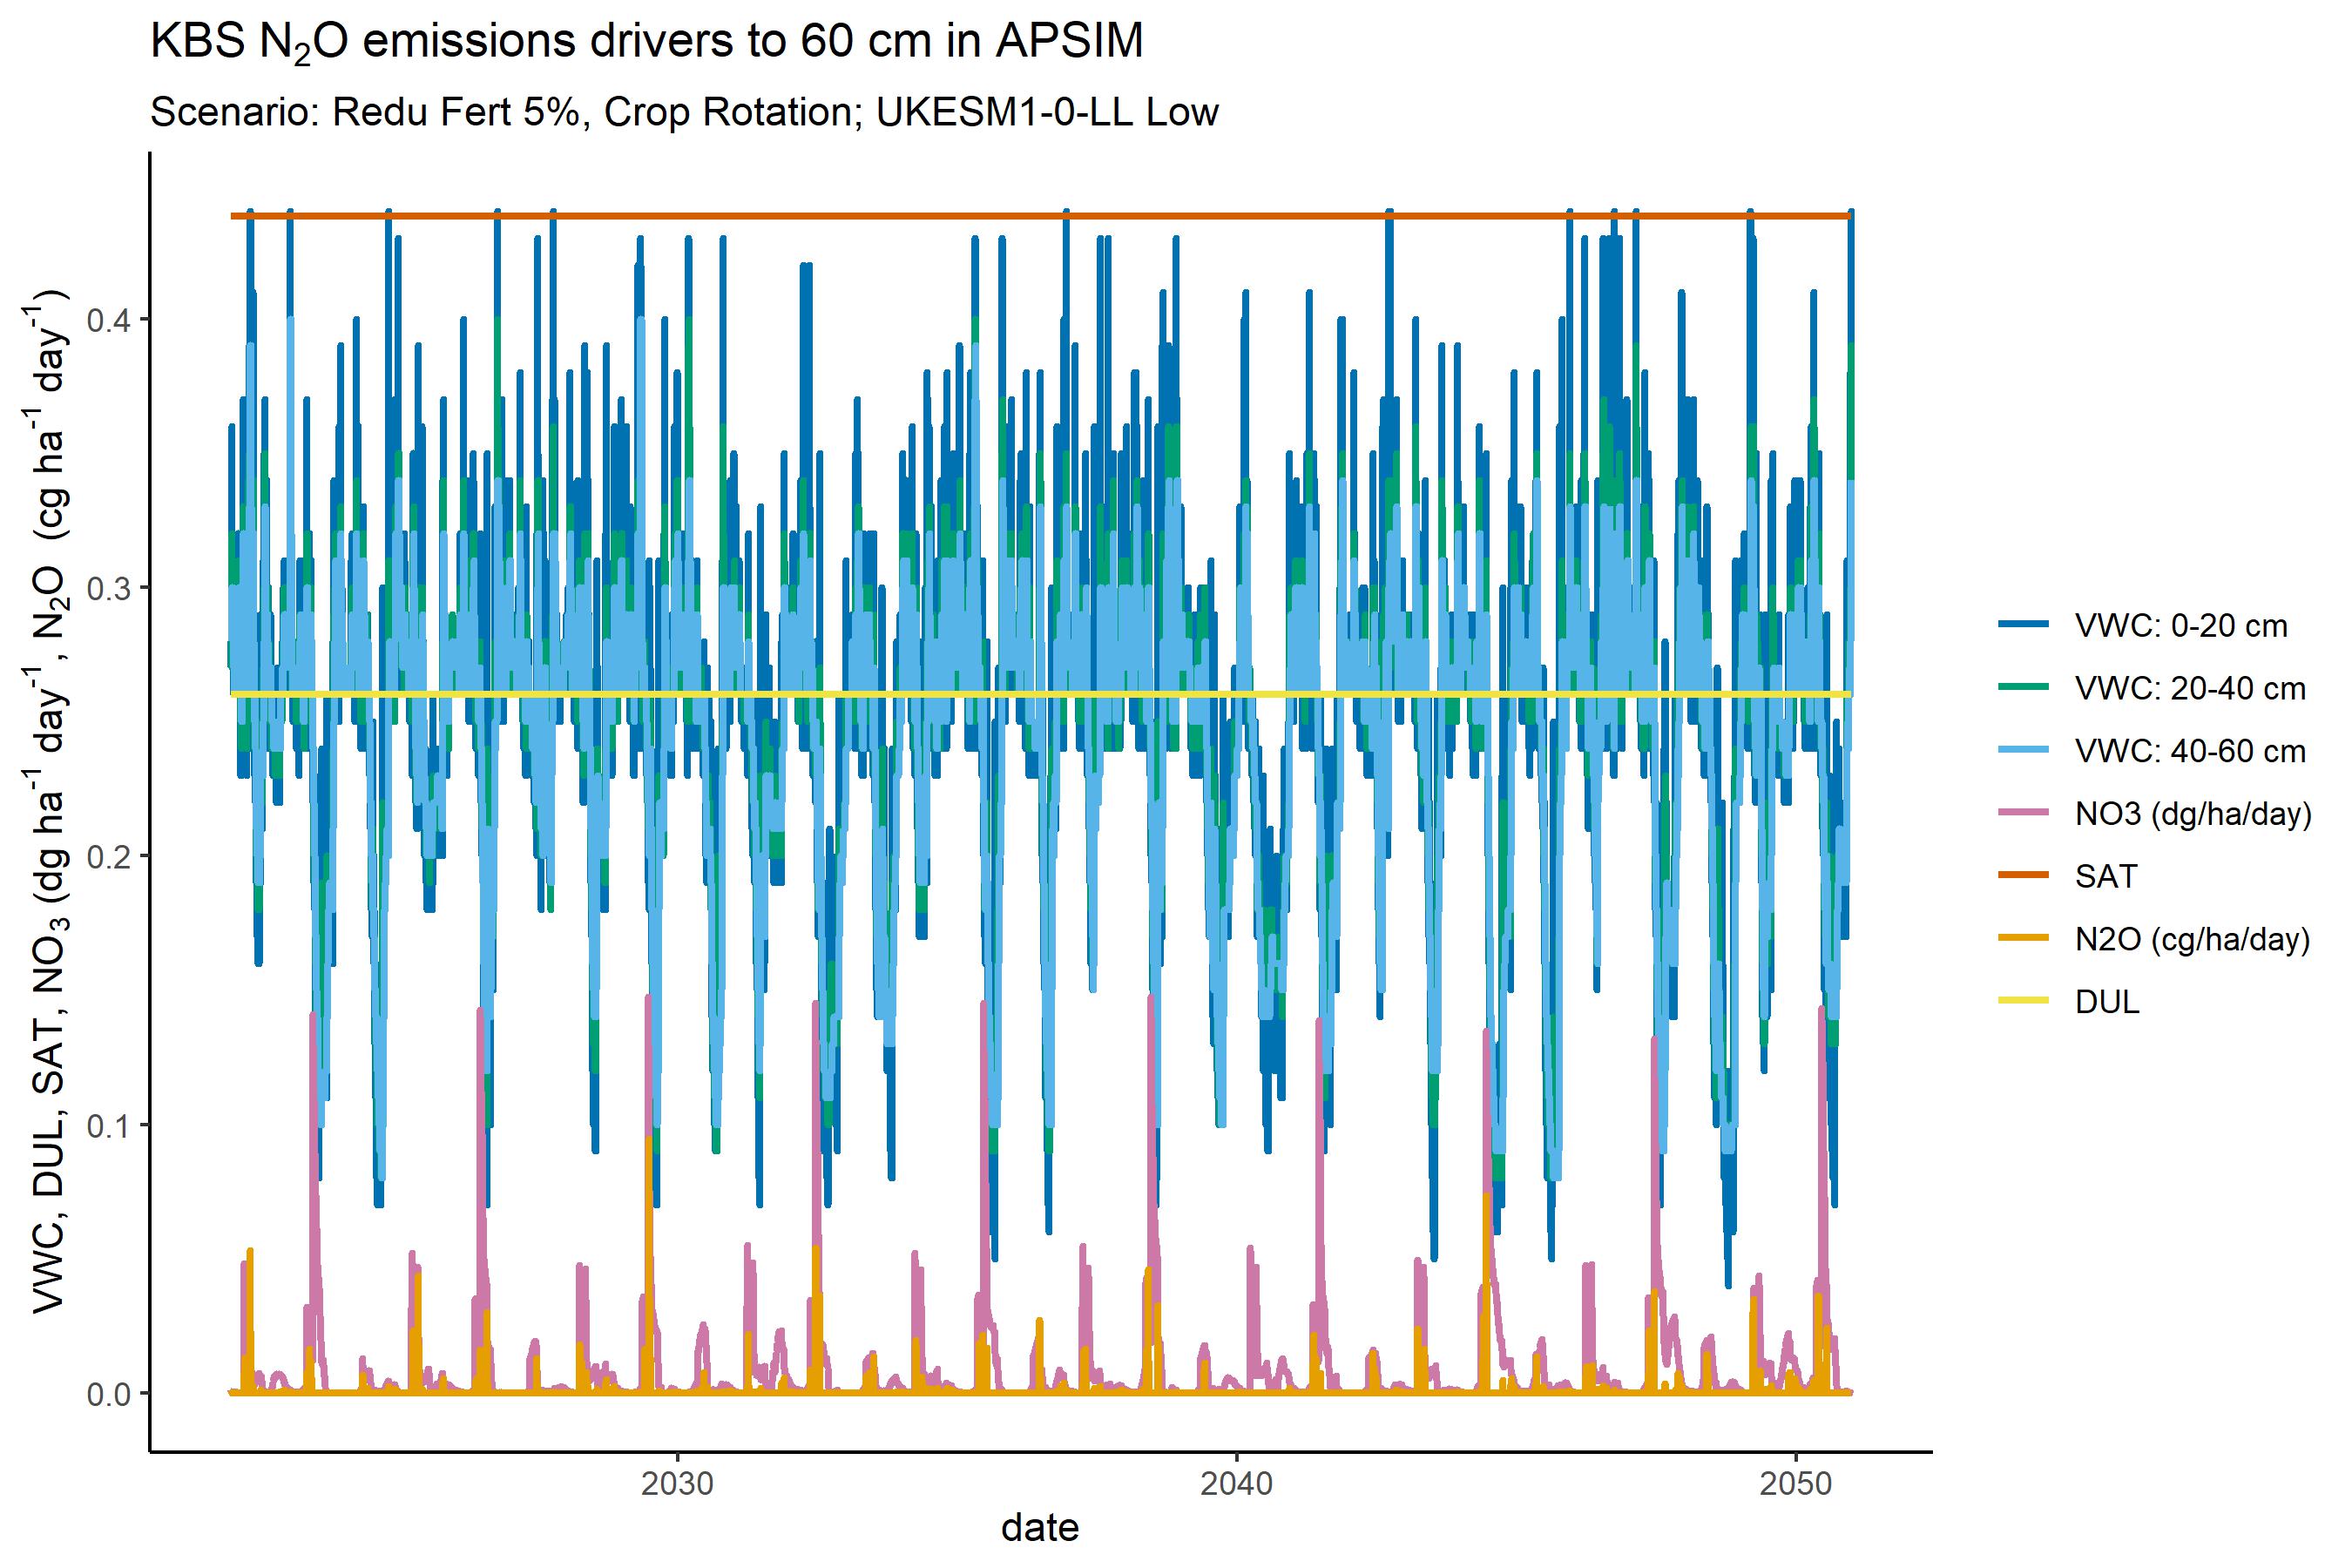 KBS N₂O emissions drivers to 60 cm in APSIM
Scenario: Redu Fert 5%, Crop Rotation; UKESM1-0-LL Low
VWC, DUL, SAT, NO₃ (dg ha⁻¹ day⁻¹, N₂O (cg ha⁻¹ day⁻¹)
0.4
0.3
0.2
0.1
0.0
2030 2040 2050
date
VWC: 0-20 cm
VWC: 20-40 cm
VWC: 40-60 cm
NO3 (dg/ha/day)
SAT
N2O (cg/ha/day)
DUL